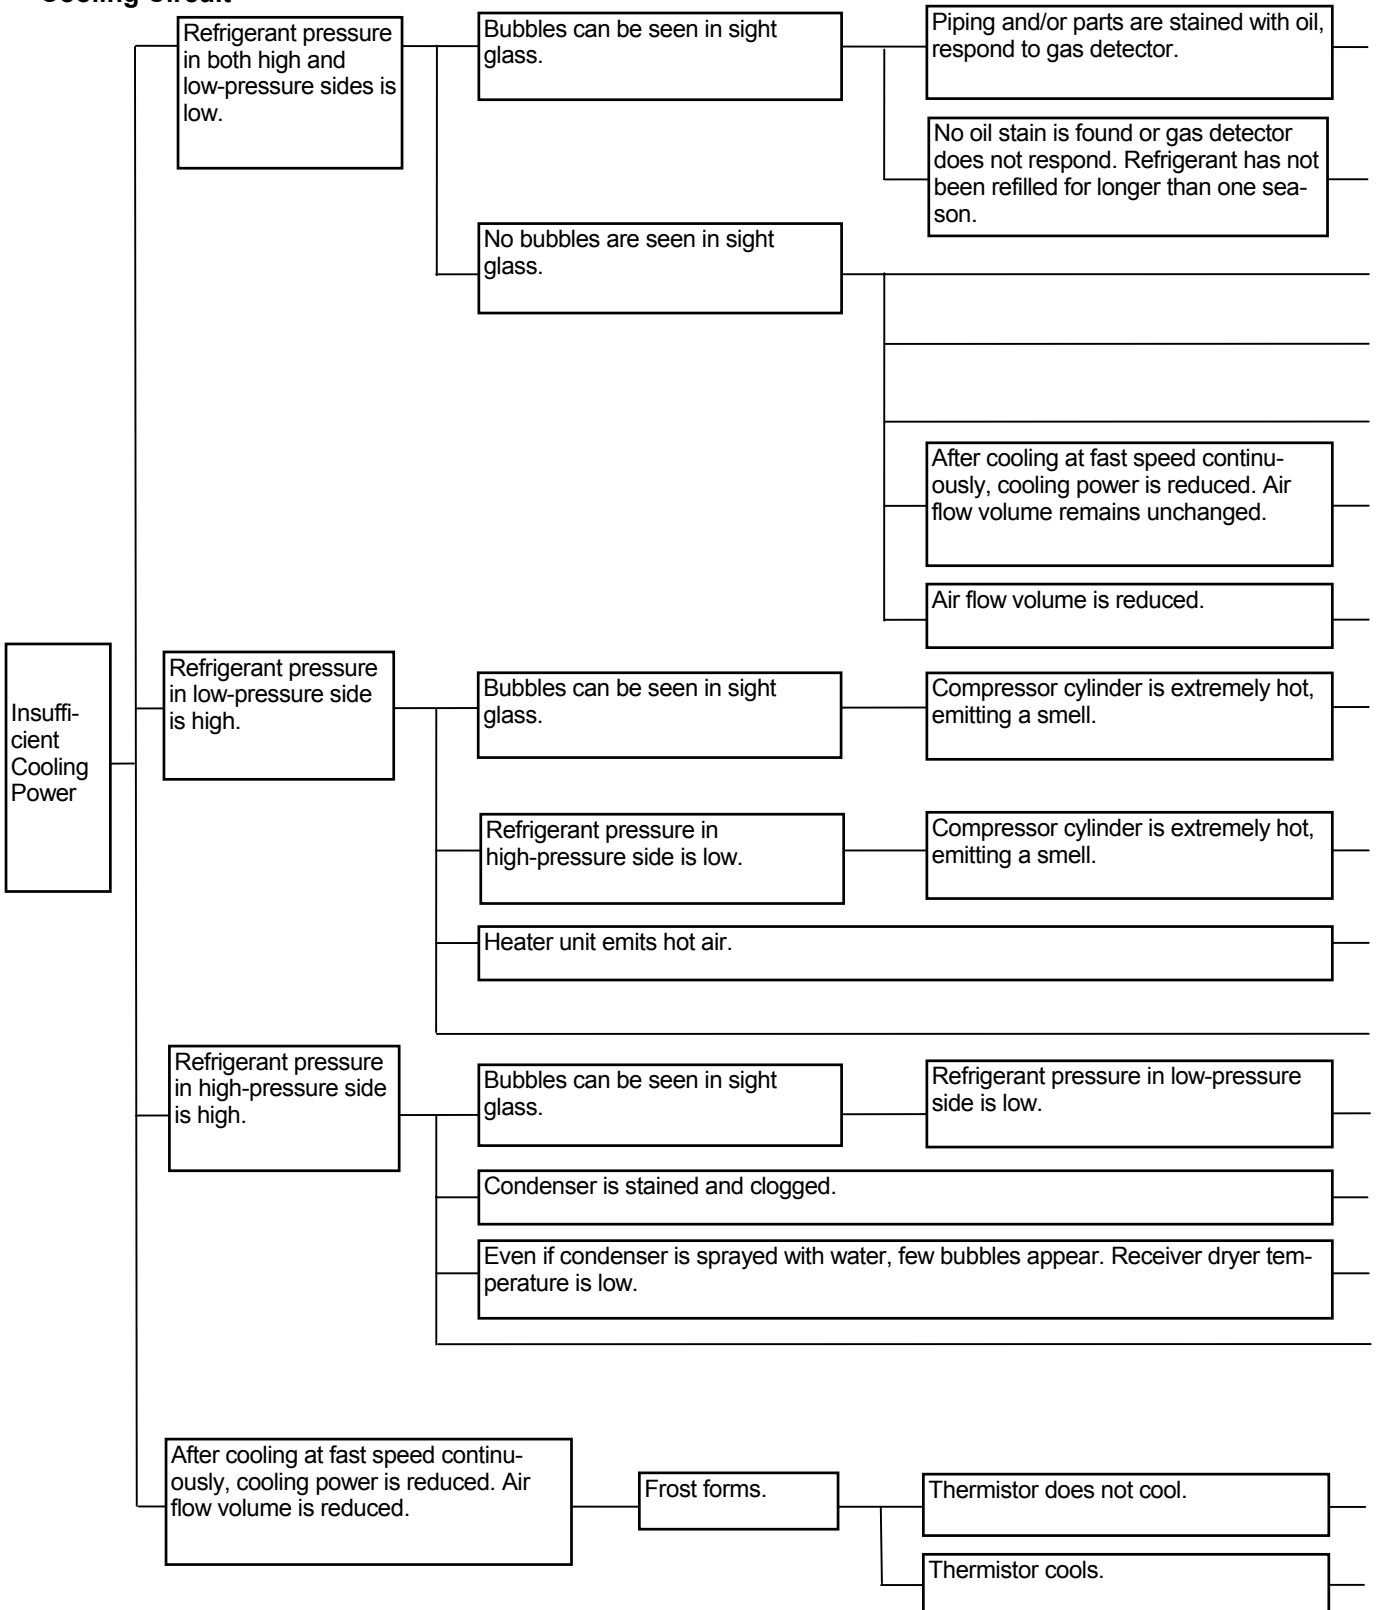 Cooling Circuit
Refrigerant pressure
in both high and
low-pressure sides is
low.
Bubbles can be seen in sight
glass.
Piping and/or parts are stained with oil,
respond to gas detector.
No oil stain is found or gas detector
does not respond. Refrigerant has not
been refilled for longer than one sea-
son.
No bubbles are seen in sight
glass.
After cooling at fast speed continu-
ously, cooling power is reduced. Air
flow volume remains unchanged.
Air flow volume is reduced.
Insuffi-
cient
Cooling
Power
Refrigerant pressure
in low-pressure side
is high.
Bubbles can be seen in sight
glass.
Compressor cylinder is extremely hot,
emitting a smell.
Refrigerant pressure in
high-pressure side is low.
Compressor cylinder is extremely hot,
emitting a smell.
Heater unit emits hot air.
Refrigerant pressure
in high-pressure side
is high.
Bubbles can be seen in sight
glass.
Refrigerant pressure in low-pressure
side is low.
Condenser is stained and clogged.
Even if condenser is sprayed with water, few bubbles appear. Receiver dryer tem-
perature is low.
After cooling at fast speed continu-
ously, cooling power is reduced. Air
flow volume is reduced.
Frost forms.
Thermistor does not cool.
Thermistor cools.